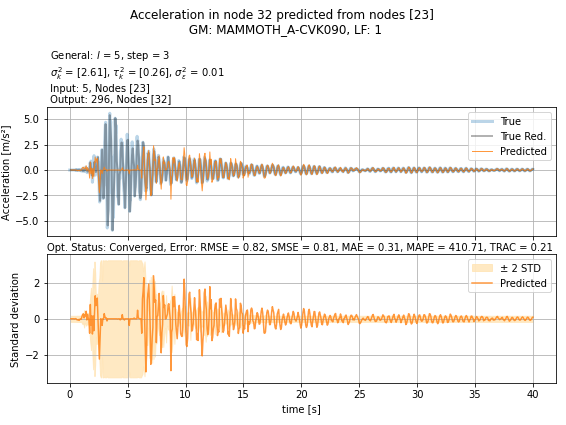 Acceleration in node 32 predicted from nodes [23]
GM: MAMMOTH_A-CVK090, LF: 1
General: l = 5, step = 3
σ²ₖ = [2.61], τ²ₖ = [0.26], σ²ε = 0.01
Input: 5, Nodes [23]
Output: 296, Nodes [32]
Acceleration [m/s²]
5.0
2.5
0.0
−2.5
−5.0
True
True Red.
Predicted
Opt. Status: Converged, Error: RMSE = 0.82, SMSE = 0.81, MAE = 0.31, MAPE = 410.71, TRAC = 0.21
Standard deviation
2
0
−2
± 2 STD
Predicted
0 5 10 15 20 25 30 35 40
time [s]